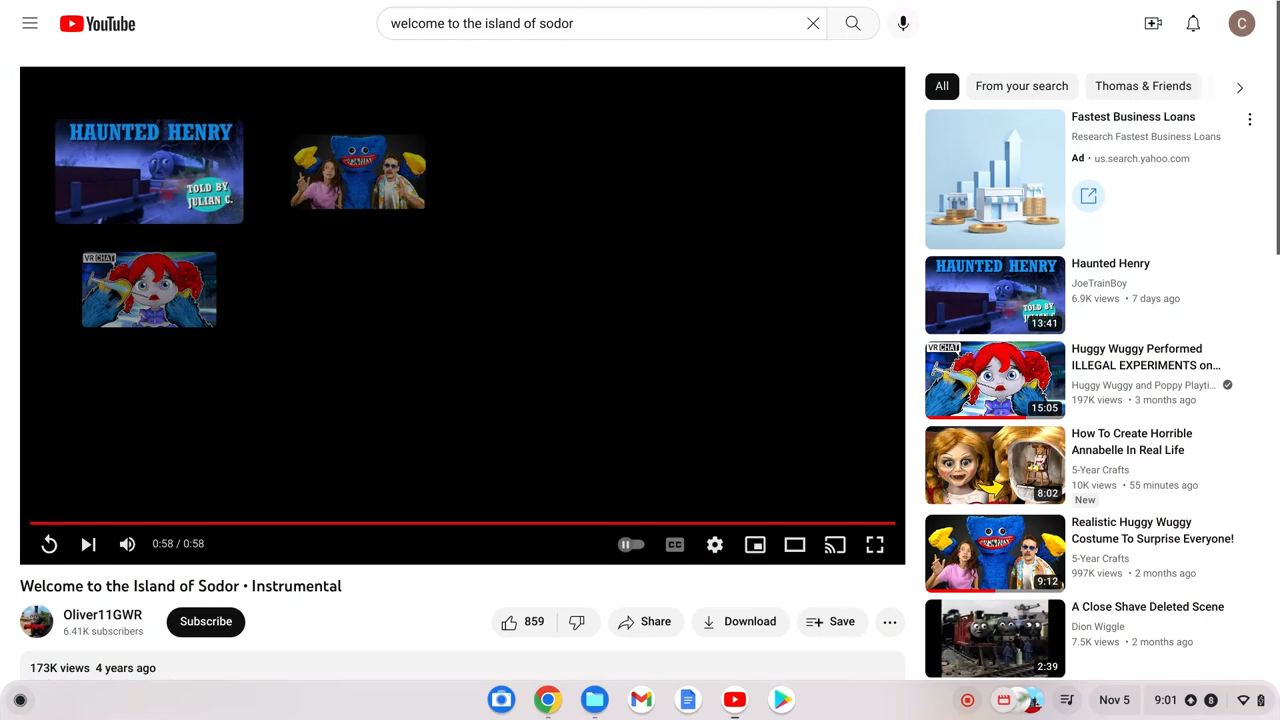 YouTube
welcome to the island of sodor
C
HAUNTED HENRY
TOLD BY
JULIAN C.
VRCHAT
0:58 / 0:58
CC
Welcome to the Island of Sodor • Instrumental
Oliver11GWR
6.41K subscribers
Subscribe
859
Share
Download
Save
173K views 4 years ago
All
From your search
Thomas & Friends
Fastest Business Loans
Research Fastest Business Loans
Ad • us.search.yahoo.com
HAUNTED HENRY
TOLD BY
13:41
Haunted Henry
JoeTrainBoy
6.9K views • 7 days ago
VRCHAT
15:05
Huggy Wuggy Performed
ILLEGAL EXPERIMENTS on...
Huggy Wuggy and Poppy Playti...
197K views • 3 months ago
8:02
How To Create Horrible
Annabelle In Real Life
5-Year Crafts
10K views • 55 minutes ago
New
9:12
Realistic Huggy Wuggy
Costume To Surprise Everyone!
5-Year Crafts
997K views • 2 months ago
2:39
A Close Shave Deleted Scene
Dion Wiggle
7.5K views • 2 months ago
Nov 5
9:01
8